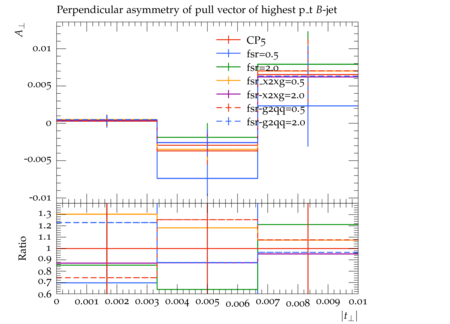 Perpendicular asymmetry of pull vector of highest p_t B-jet
A⊥
0.01
0.005
0
-0.005
-0.01
CP5
fsr=0.5
fsr=2.0
fsr-x2xg=0.5
fsr-x2xg=2.0
fsr-g2qq=0.5
fsr-g2qq=2.0
Ratio
1.3
1.2
1.1
1
0.9
0.8
0.7
0.6
0 0.001 0.002 0.003 0.004 0.005 0.006 0.007 0.008 0.009 0.01
|t⊥|